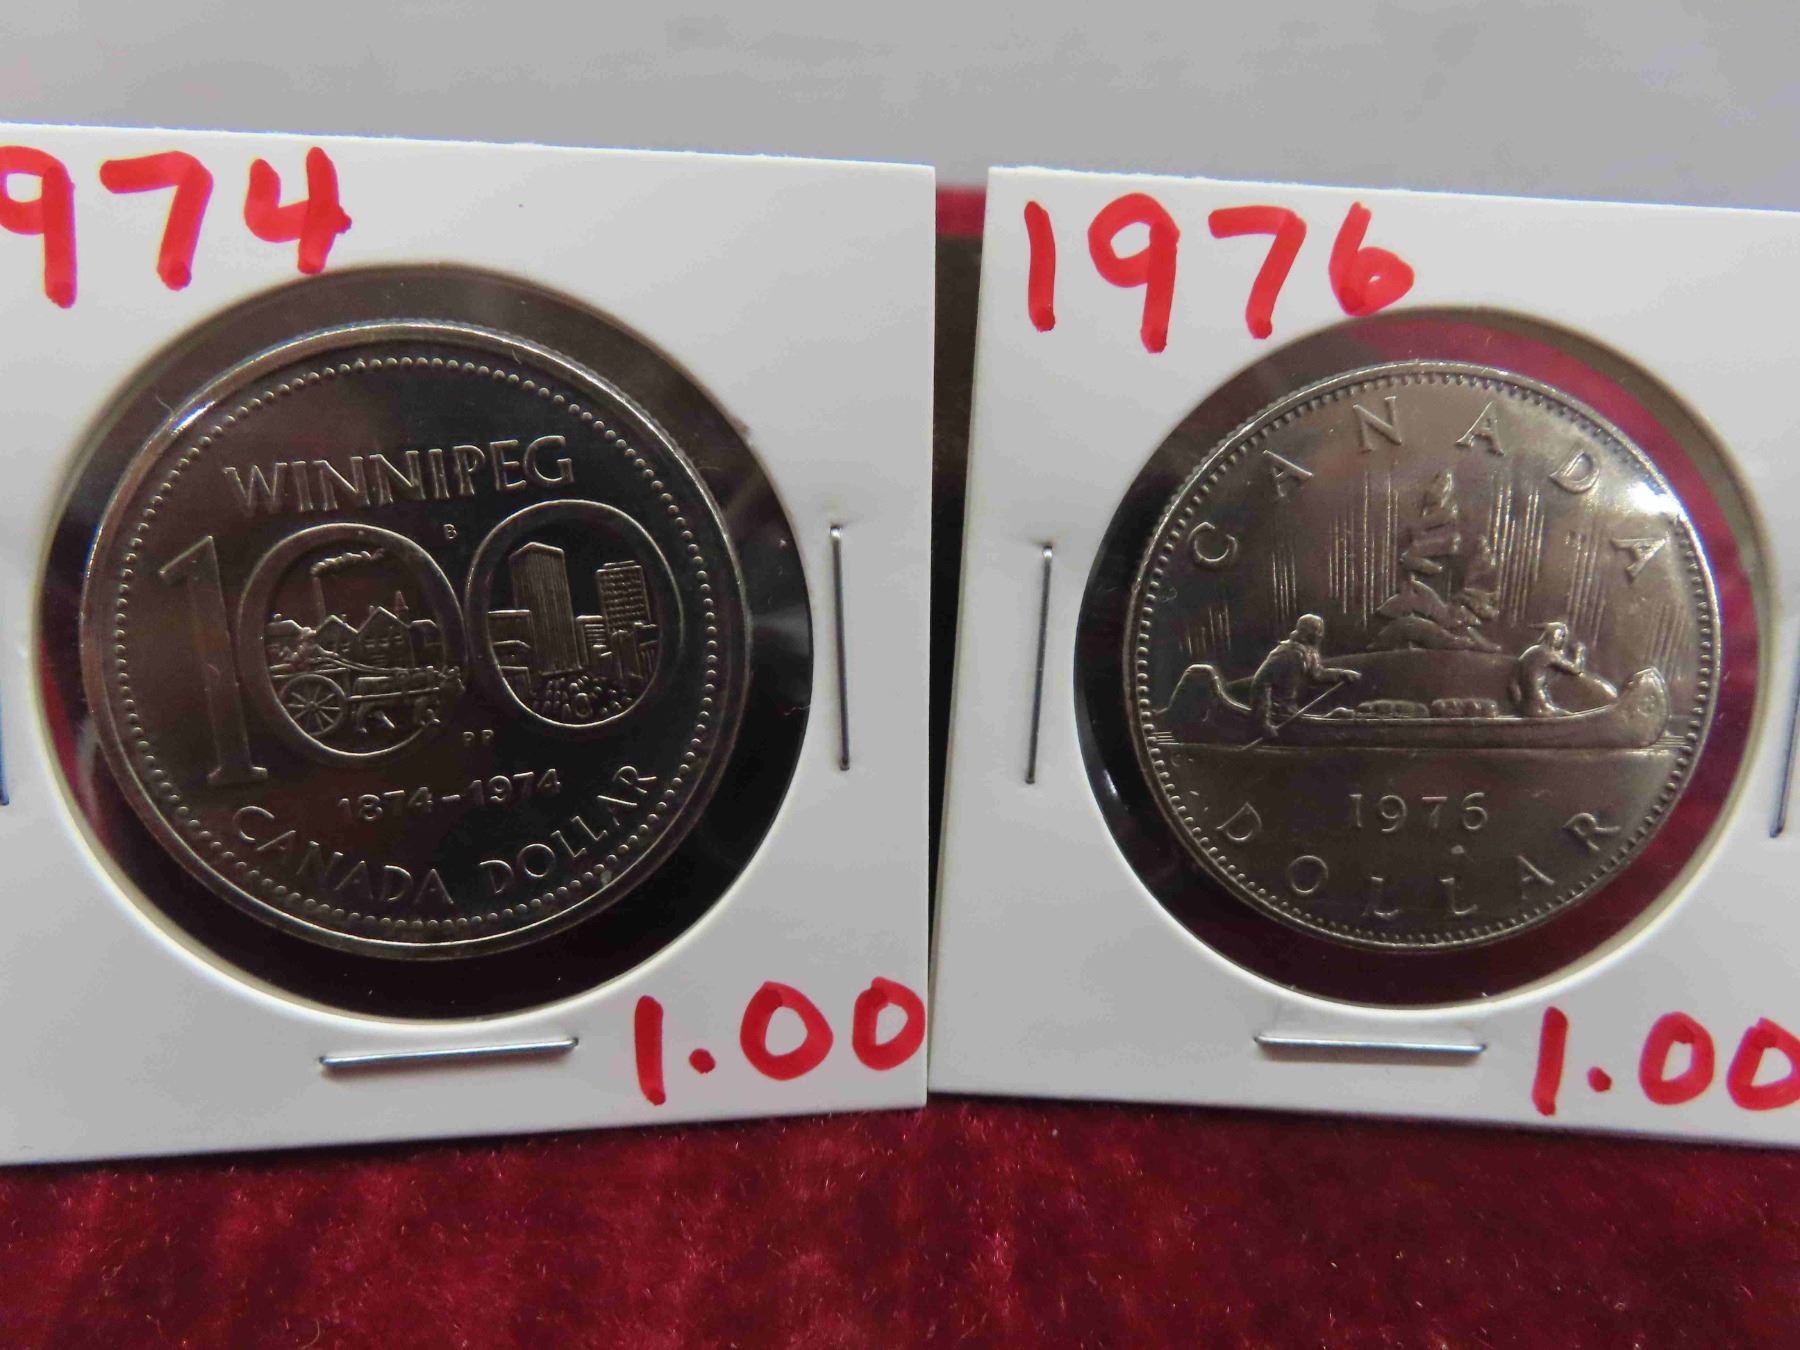 974
WINNIPEG
B
100
PP
1874-1974
CANADA DOLLAR
1.00
1976
CANADA
1976
DOLLAR
1.00